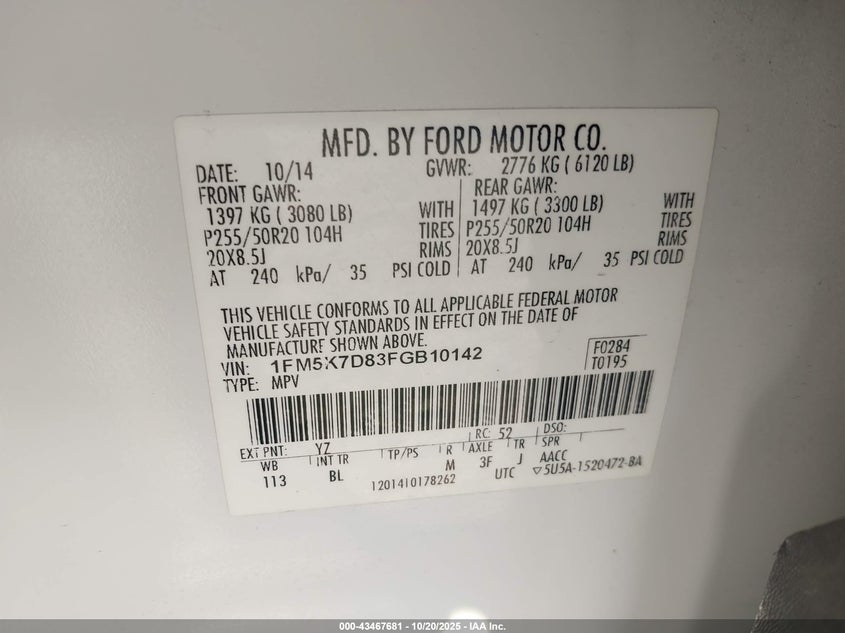 MFD. BY FORD MOTOR CO.
DATE: 10/14 GVWR: 2776 KG ( 6120 LB)
FRONT GAWR: REAR GAWR:
1397 KG ( 3080 LB) WITH 1497 KG ( 3300 LB) WITH
P255/50R20 104H TIRES P255/50R20 104H TIRES
20X8.5J RIMS 20X8.5J RIMS
AT 240 kPa/ 35 PSI COLD AT 240 kPa/ 35 PSI COLD
THIS VEHICLE CONFORMS TO ALL APPLICABLE FEDERAL MOTOR
VEHICLE SAFETY STANDARDS IN EFFECT ON THE DATE OF
MANUFACTURE SHOWN ABOVE.
VIN: 1FM5K7D83FGB10142 F0284
TYPE: MPV T0195
EXT PNT: YZ RC: 52 DSO:
WB INT TR TP/PS R AXLE TR SPR
113 BL M 3F J AACC
1201410178262 UTC ▽5U5A-1520472-BA
000-43467681 - 10/20/2025 - IAA Inc.